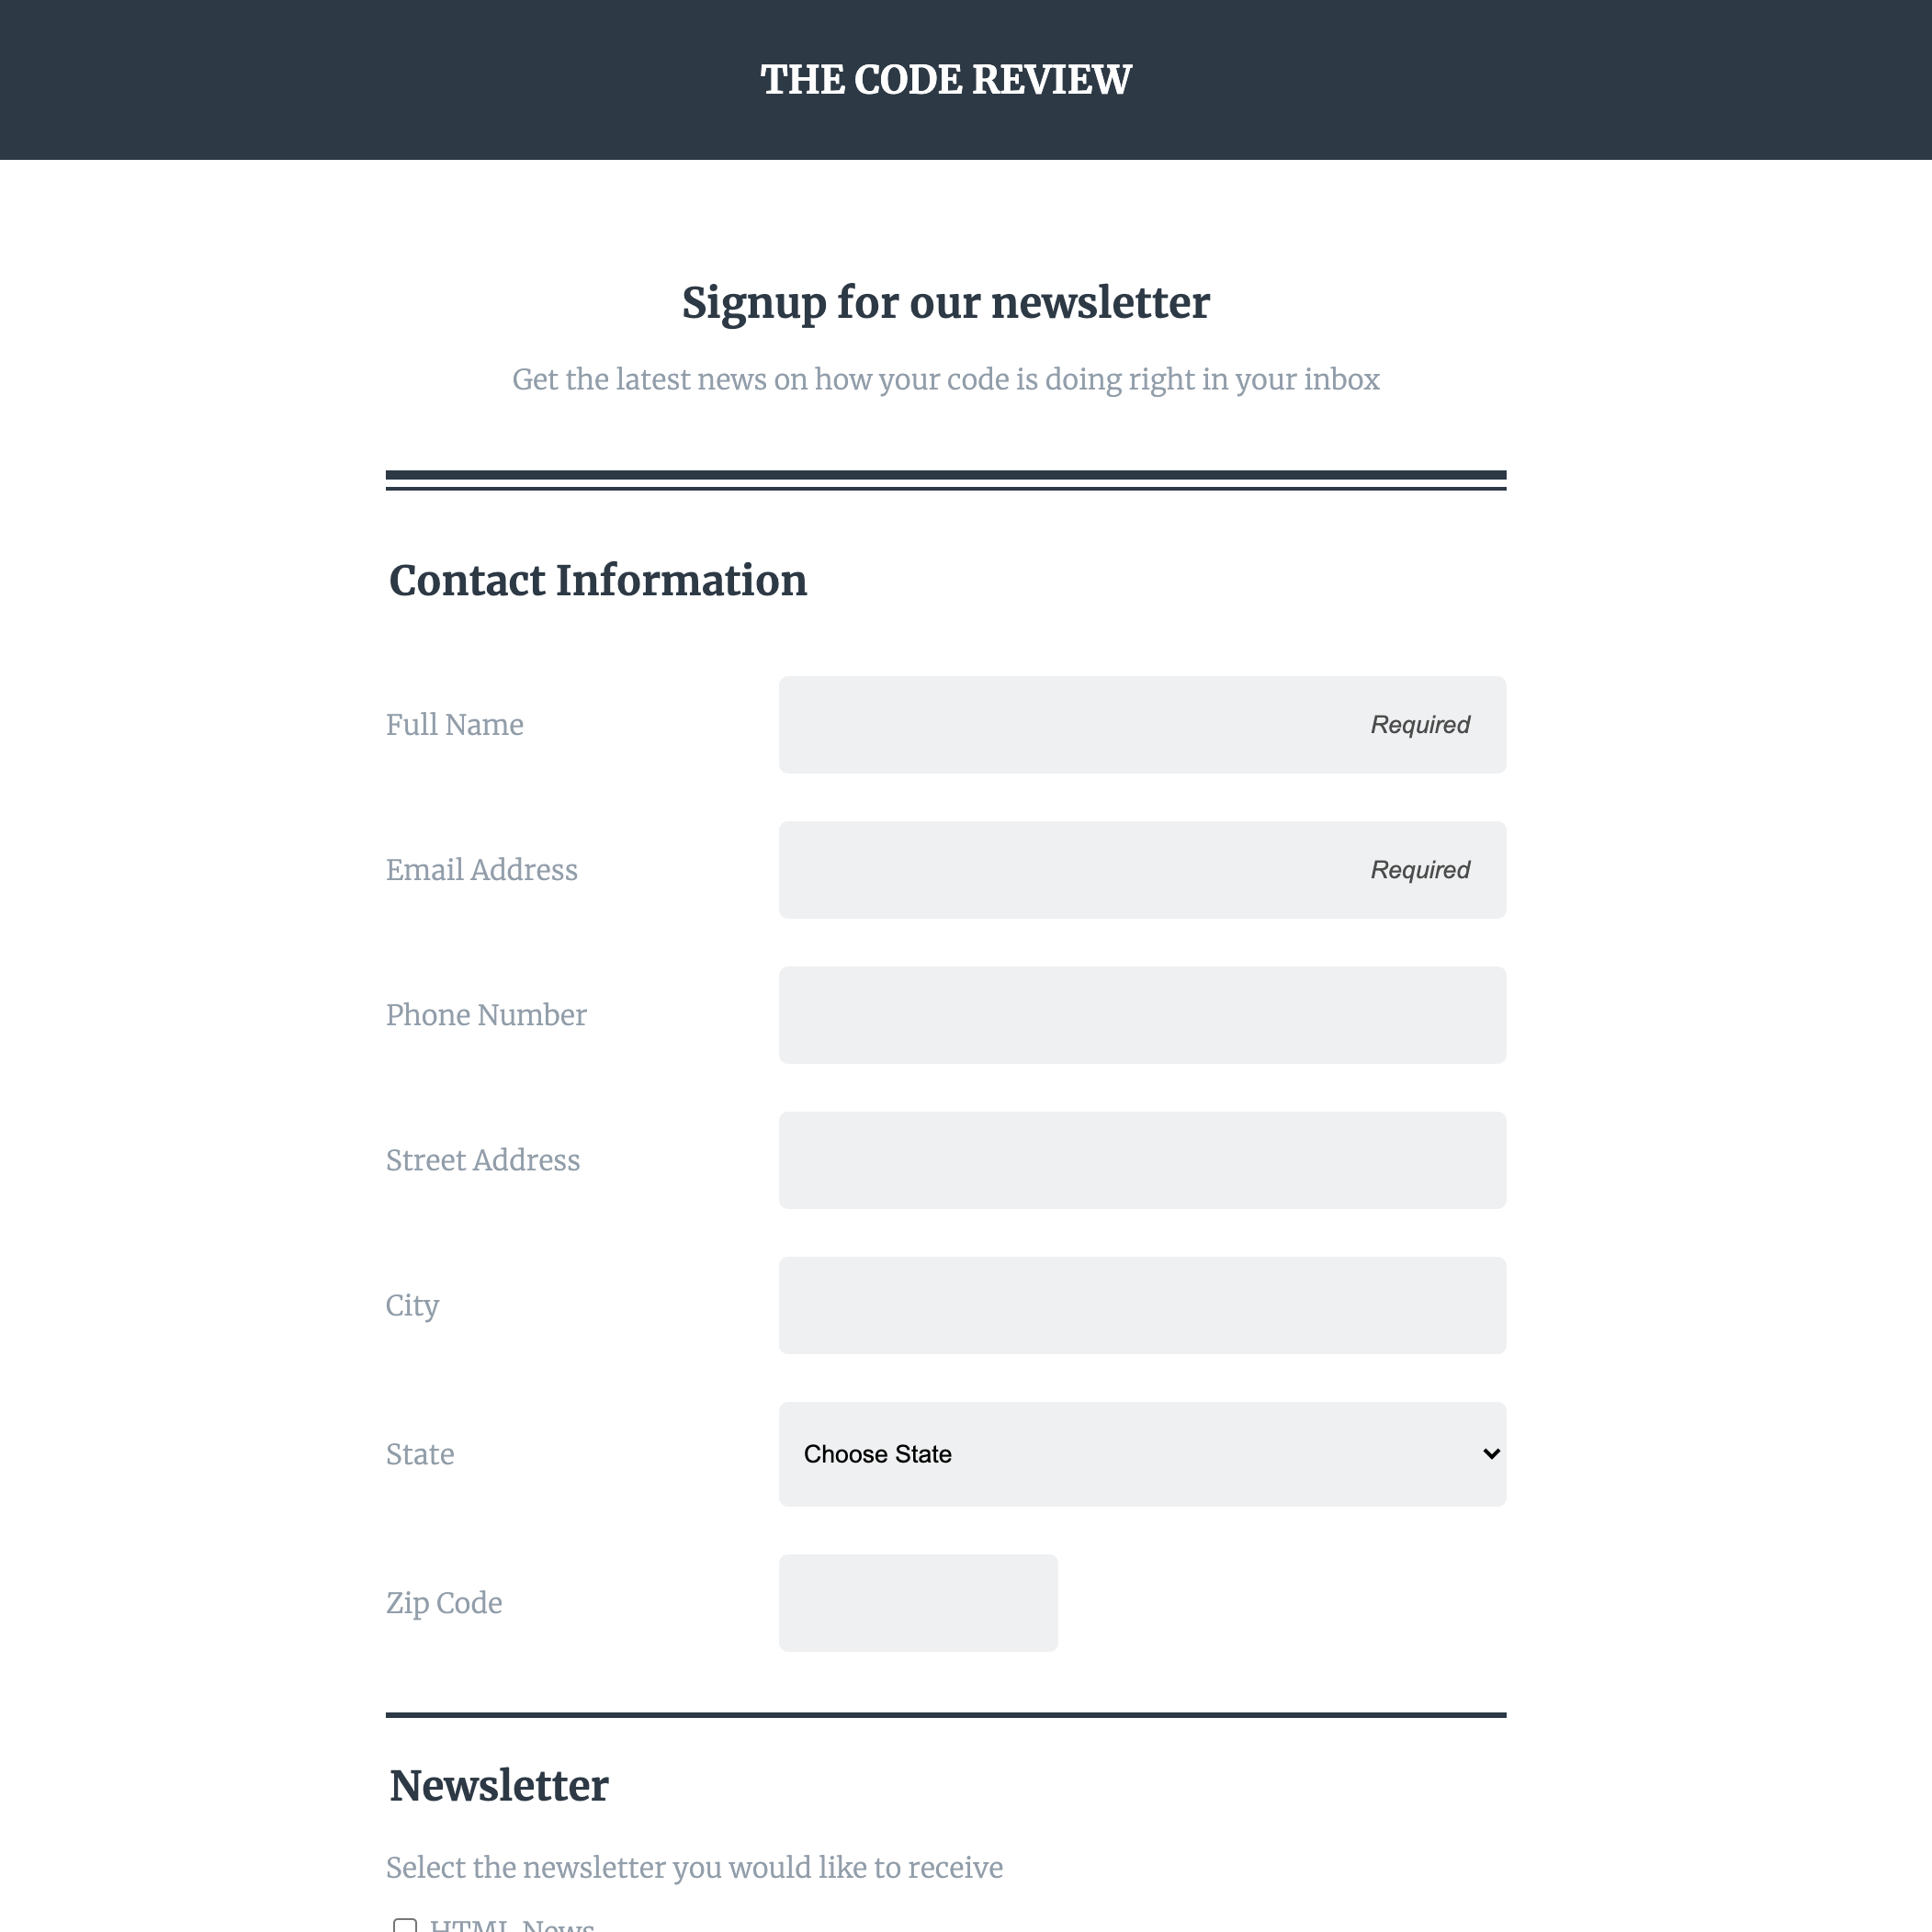 THE CODE REVIEW
Signup for our newsletter
Get the latest news on how your code is doing right in your inbox
Contact Information
Full Name Required
Email Address Required
Phone Number
Street Address
City
State Choose State
Zip Code
Newsletter
Select the newsletter you would like to receive
HTML News